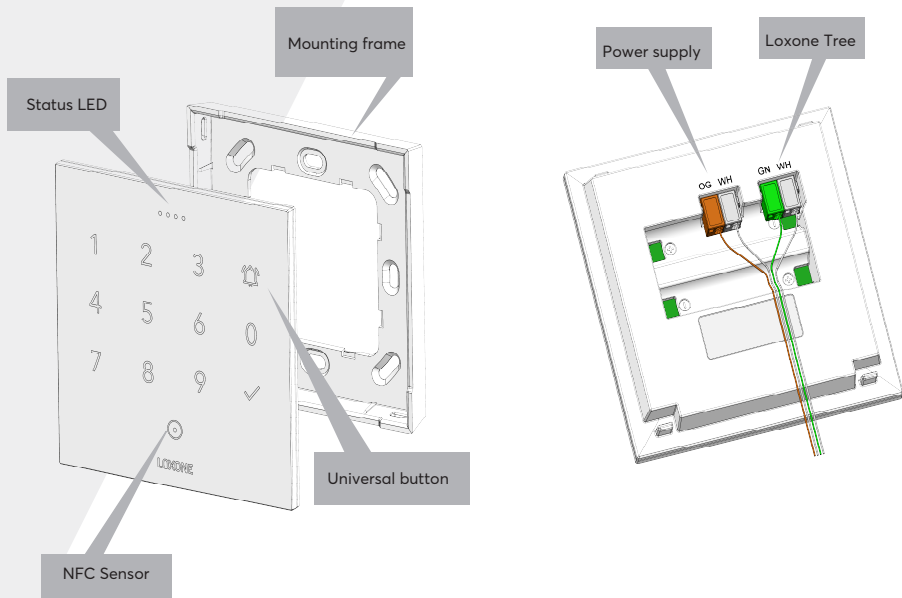 Mounting frame
Status LED
1 2 3
4 5 6 0
7 8 9
LOXONE
Universal button
NFC Sensor
Power supply
Loxone Tree
OG WH
GN WH